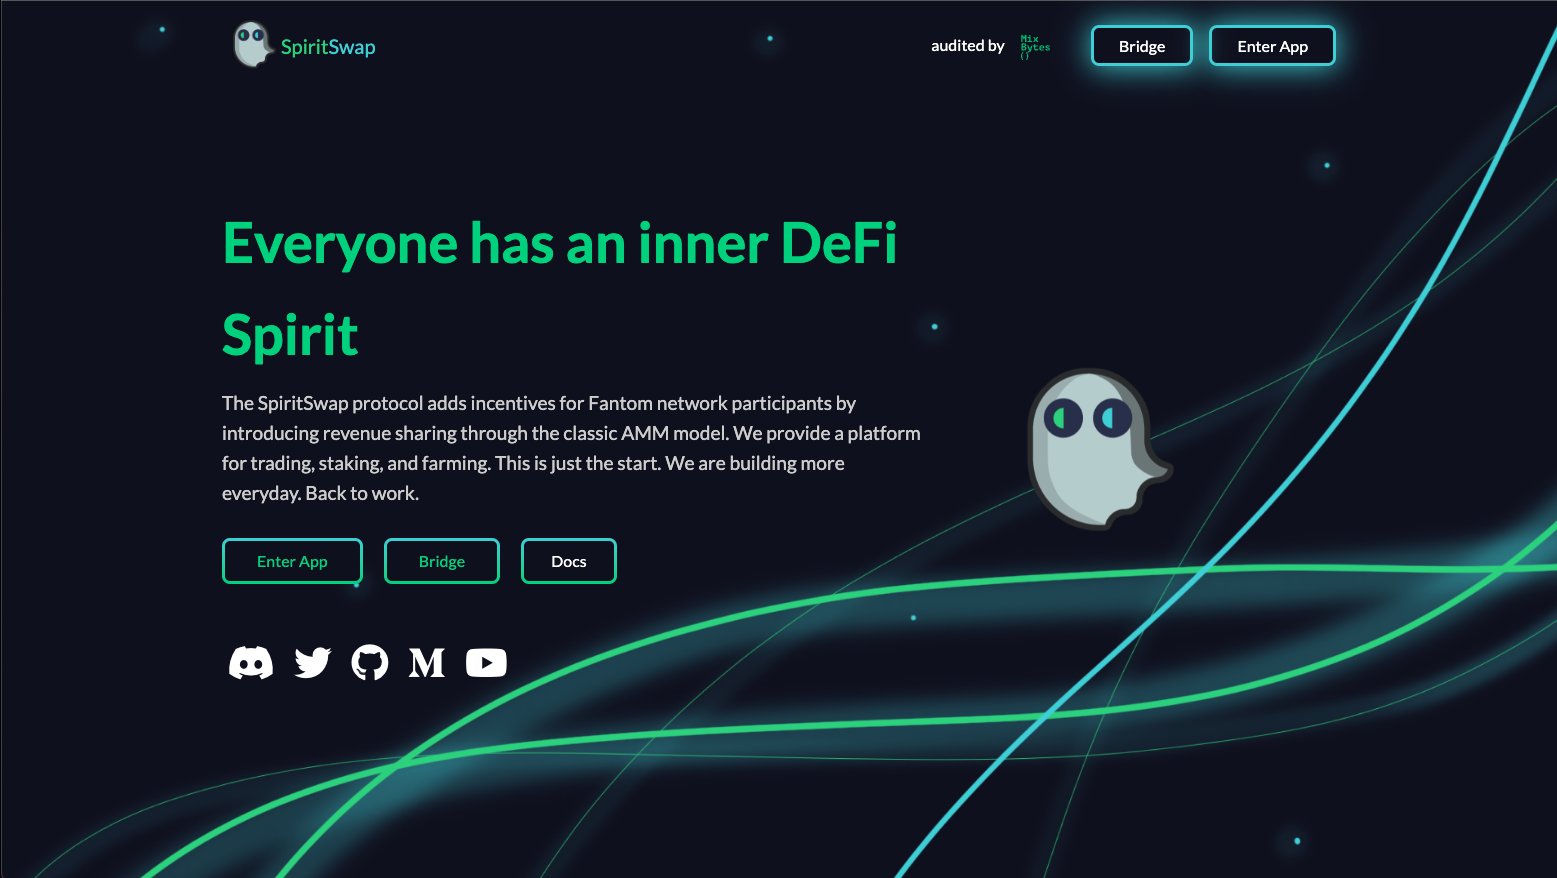 SpiritSwap
audited by
Mix
Bytes
()
Bridge
Enter App
Everyone has an inner DeFi
Spirit
The SpiritSwap protocol adds incentives for Fantom network participants by
introducing revenue sharing through the classic AMM model. We provide a platform
for trading, staking, and farming. This is just the start. We are building more
everyday. Back to work.
Enter App
Bridge
Docs